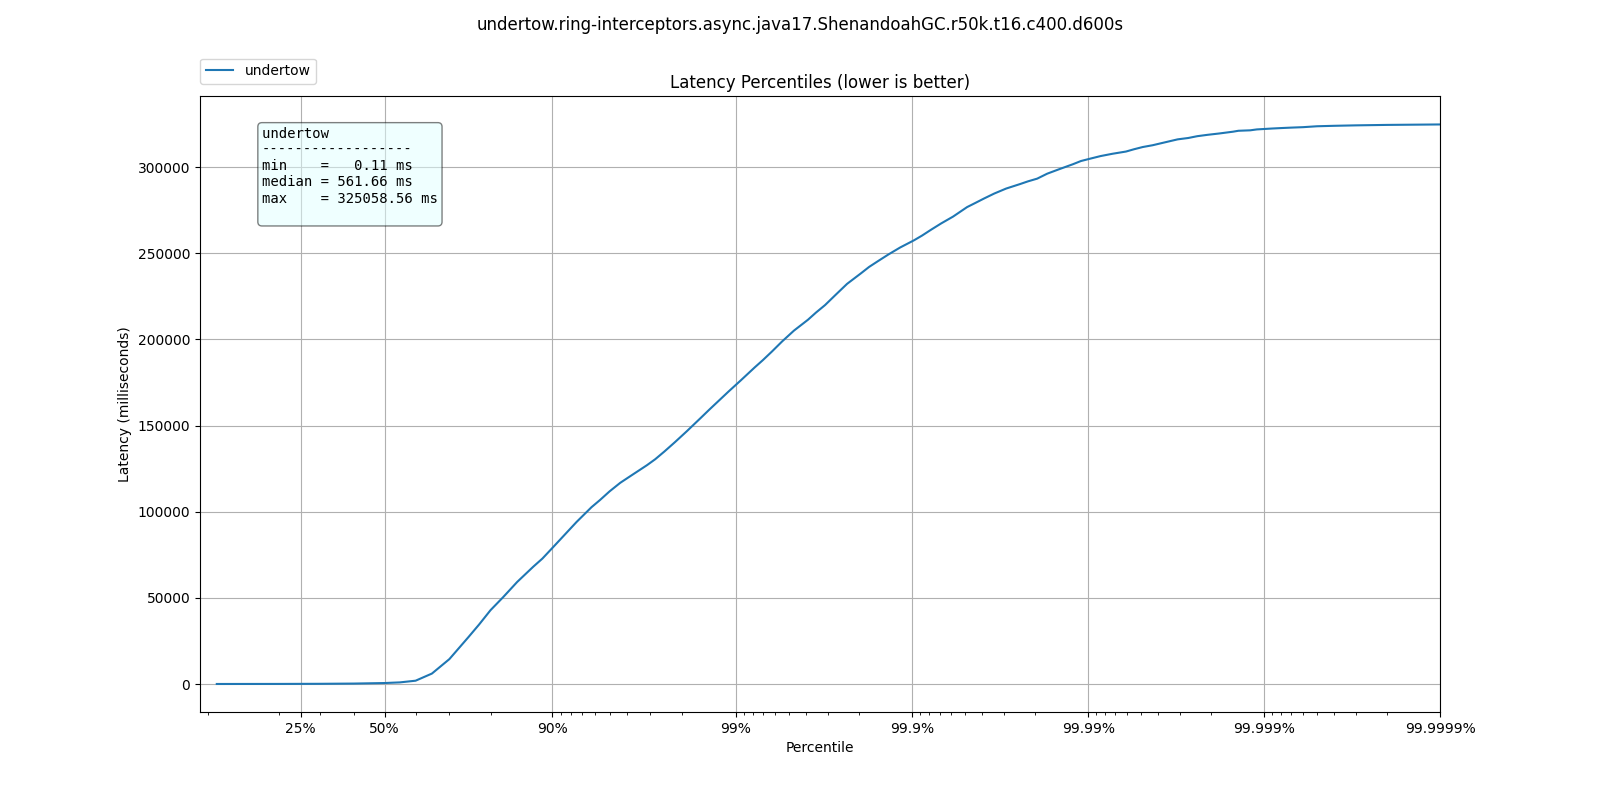 undertow.ring-interceptors.async.java17.ShenandoahGC.r50k.t16.c400.d600s
undertow
Latency Percentiles (lower is better)
undertow
------------------
min    =   0.11 ms
median = 561.66 ms
max    = 325058.56 ms
300000
250000
200000
150000
100000
50000
0
Latency (milliseconds)
25% 50% 90% 99% 99.9% 99.99% 99.999% 99.9999%
Percentile